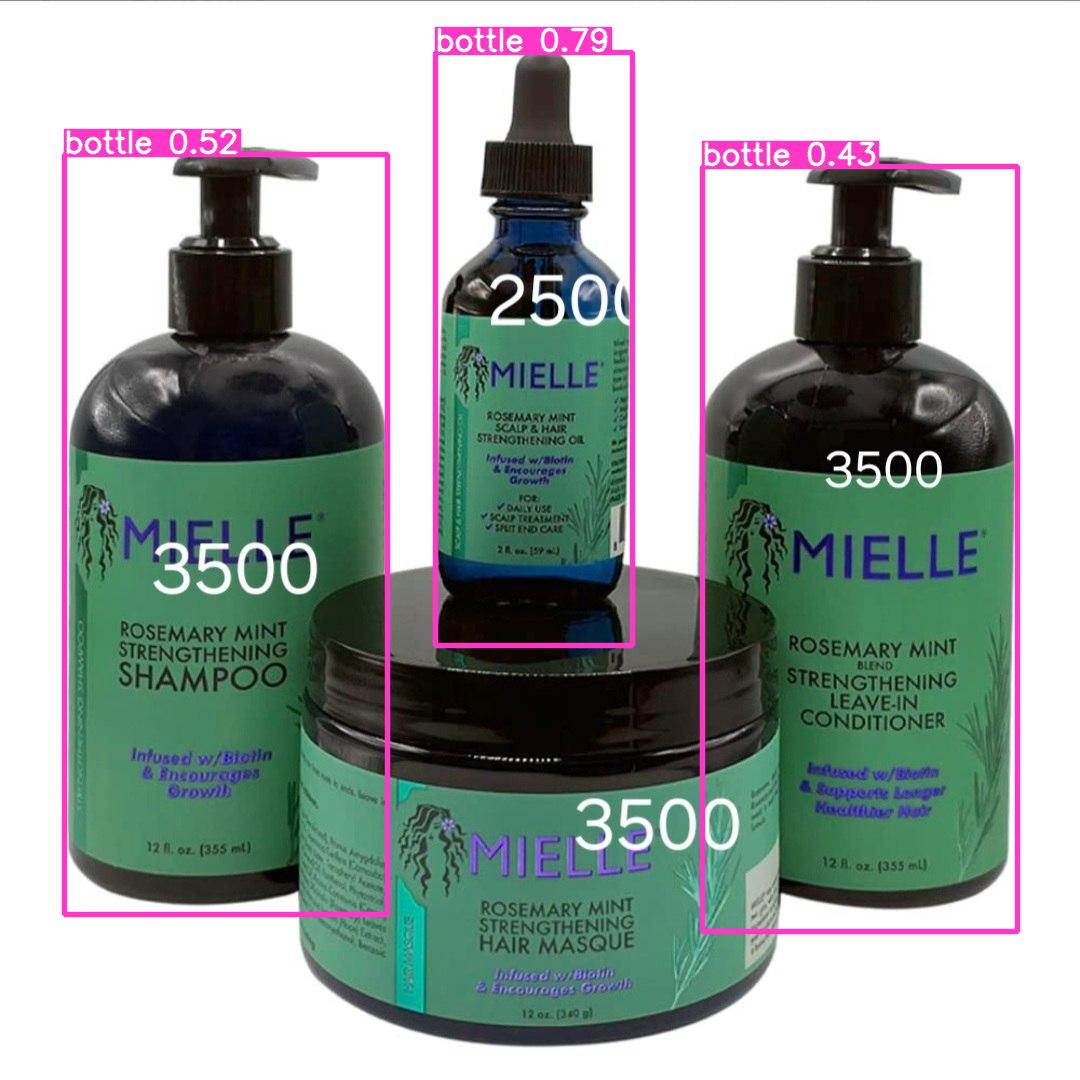 bottle 0.79
bottle 0.52
bottle 0.43
2500
MIELLE
ROSEMARY MINT
SCALP & HAIR
STRENGTHENING OIL
Infused w/Biotin
& Encourages
Growth
FOR:
✓ DAILY USE
✓ SCALP TREATMENT
✓ SPLIT END CARE
2 fl. oz. (59 mL)
MIELLE®
3500
ROSEMARY MINT
STRENGTHENING
SHAMPOO
Infused w/Biotin
& Encourages
Growth
12 fl. oz. (355 mL)
STRENGTHENING SHAMPOO
3500
MIELLE
ROSEMARY MINT
BLEND
STRENGTHENING
LEAVE-IN
CONDITIONER
Infused w/Biotin
& Supports Longer
Healthier Hair
12 fl. oz. (355 mL)
3500
MIELLE
ROSEMARY MINT
STRENGTHENING
HAIR MASQUE
Infused w/Biotin
& Encourages Growth
12 oz. (340 g)
HAIR MASQUE